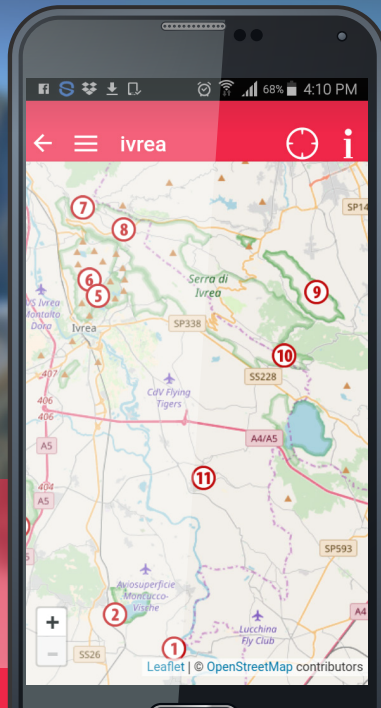 68% 4:10 PM
ivrea
i
7
SP14
8
6
5
Serra di
Ivrea
9
VS Ivrea
Montalto
Dora
Ivrea
SP338
10
407
SS228
406
406
CdV Flying
Tigers
A5
A4/A5
11
404
A5
SP593
Aviosuperficie
Moncucco-
Vische
2
A4
+
Lucchina
Fly Club
1
−
SS26
Leaflet | © OpenStreetMap contributors